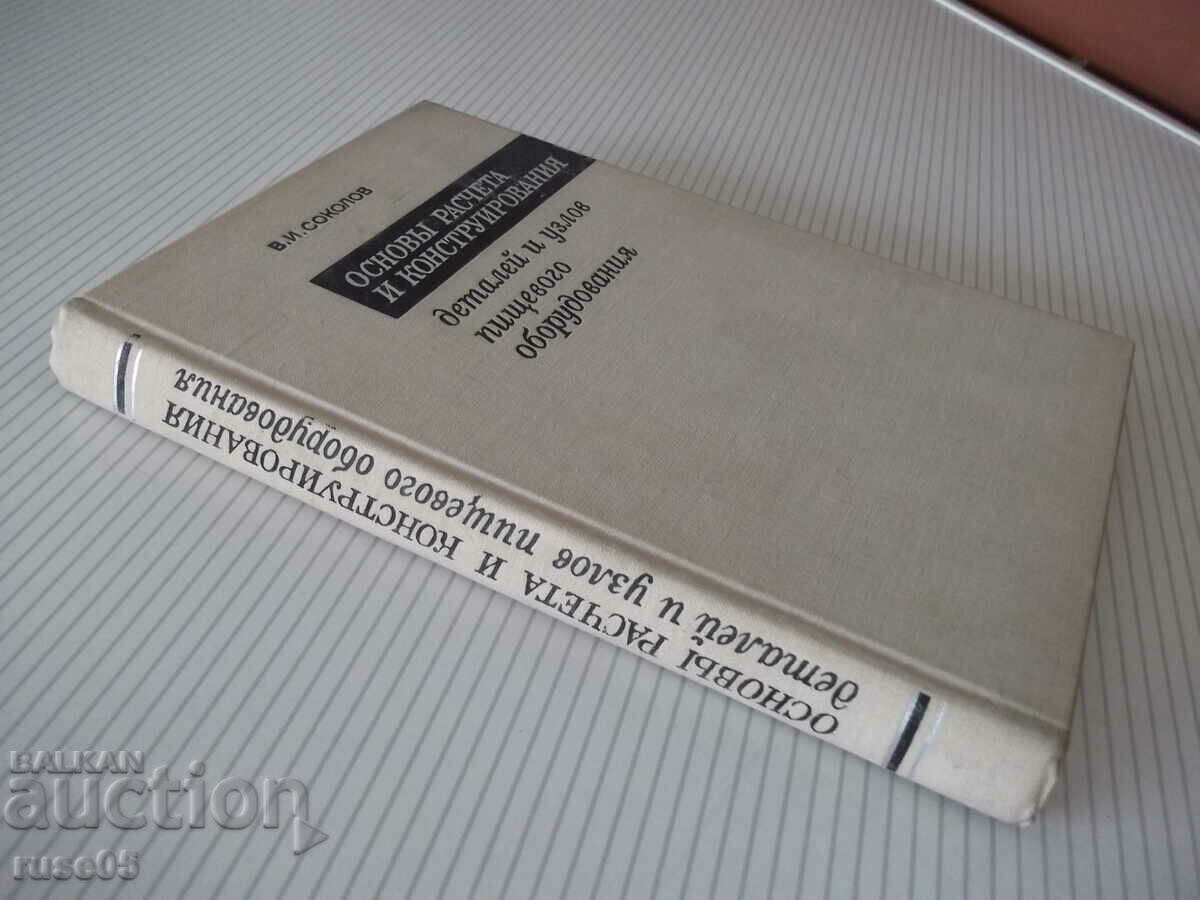 В.И. СОКОЛОВ
ОСНОВЫ РАСЧЕТА
И КОНСТРУИРОВАНИЯ
деталей и узлов
пищевого
оборудования
ОСНОВЫ РАСЧЕТА И КОНСТРУИРОВАНИЯ
деталей и узлов пищевого оборудования
BALKAN
auction
ruse05